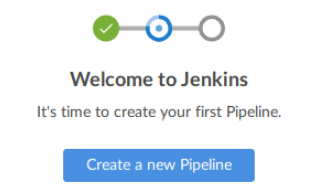 Welcome to Jenkins
It's time to create your first Pipeline.
Create a new Pipeline